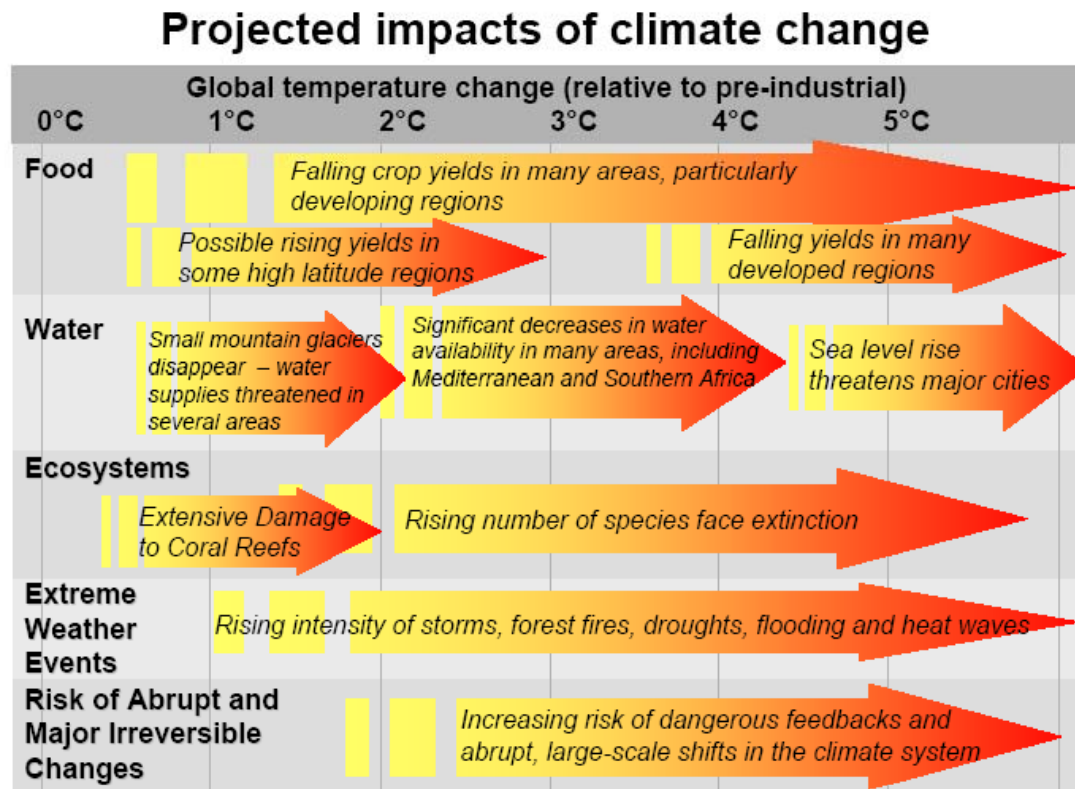 Projected impacts of climate change
Global temperature change (relative to pre-industrial)
0°C 1°C 2°C 3°C 4°C 5°C
Food
Falling crop yields in many areas, particularly
developing regions
Possible rising yields in
some high latitude regions
Falling yields in many
developed regions
Water
Small mountain glaciers
disappear – water
supplies threatened in
several areas
Significant decreases in water
availability in many areas, including
Mediterranean and Southern Africa
Sea level rise
threatens major cities
Ecosystems
Extensive Damage
to Coral Reefs
Rising number of species face extinction
Extreme
Weather
Events
Rising intensity of storms, forest fires, droughts, flooding and heat waves
Risk of Abrupt and
Major Irreversible
Changes
Increasing risk of dangerous feedbacks and
abrupt, large-scale shifts in the climate system